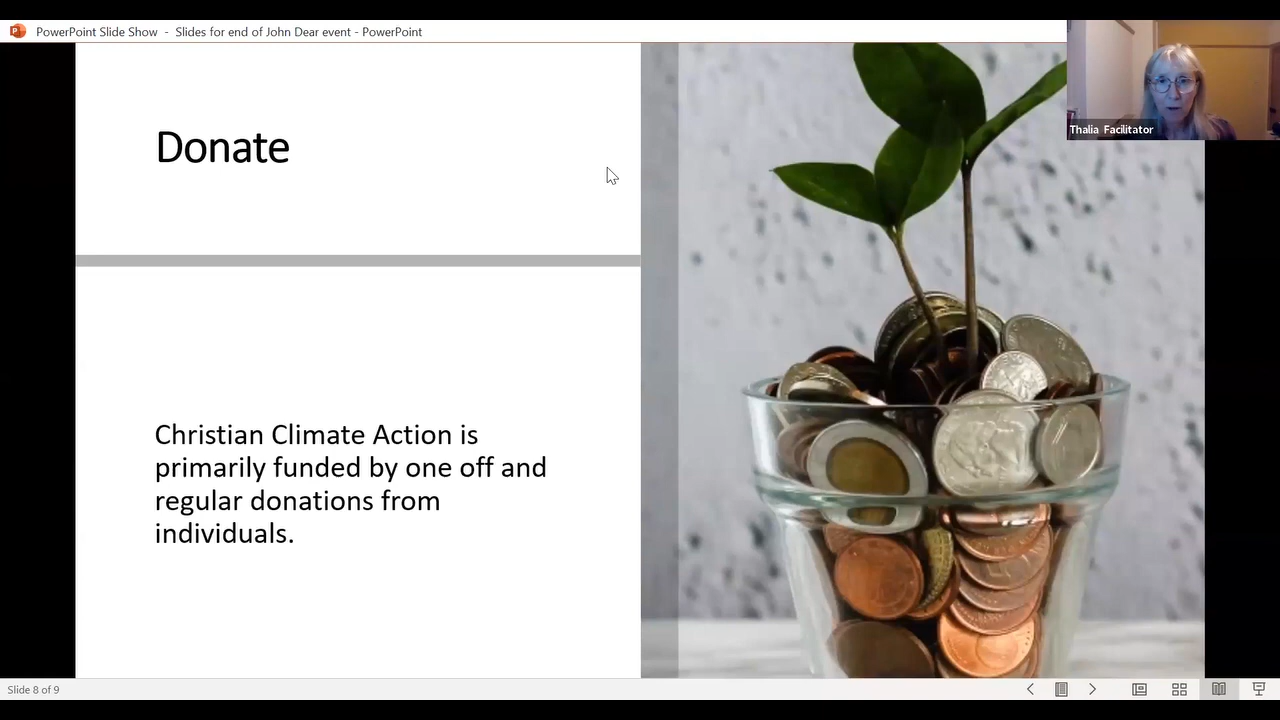 PowerPoint Slide Show - Slides for end of John Dear event - PowerPoint
Thalia Facilitator
Donate
Christian Climate Action is
primarily funded by one off and
regular donations from
individuals.
Slide 8 of 9